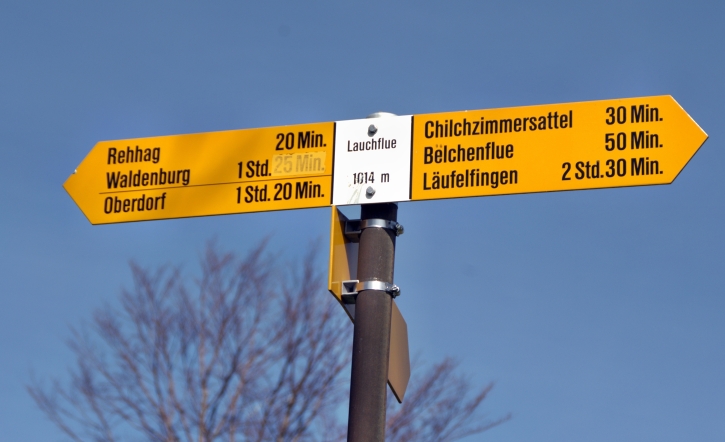 Rehhag 20 Min.
Waldenburg 1 Std. 25 Min.
Oberdorf 1 Std. 20 Min.
Lauchflue
1014 m
Chilchzimmersattel 30 Min.
Bëlchenflue 50 Min.
Läufelfingen 2 Std. 30 Min.